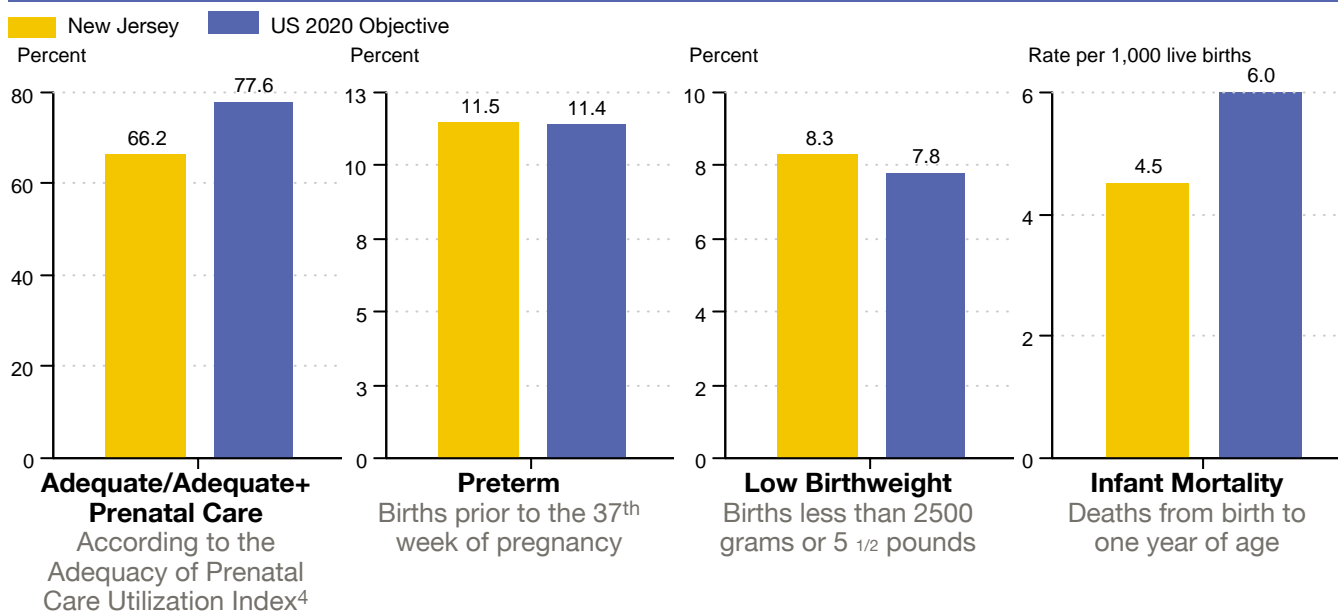 New Jersey US 2020 Objective
Percent
80
60
40
20
0
66.2
77.6
Adequate/Adequate+
Prenatal Care
According to the
Adequacy of Prenatal
Care Utilization Index4
Percent
13
10
8
5
3
0
11.5
11.4
Preterm
Births prior to the 37th
week of pregnancy
Percent
10
8
6
4
2
0
8.3
7.8
Low Birthweight
Births less than 2500
grams or 5 1/2 pounds
Rate per 1,000 live births
6
4
2
0
4.5
6.0
Infant Mortality
Deaths from birth to
one year of age